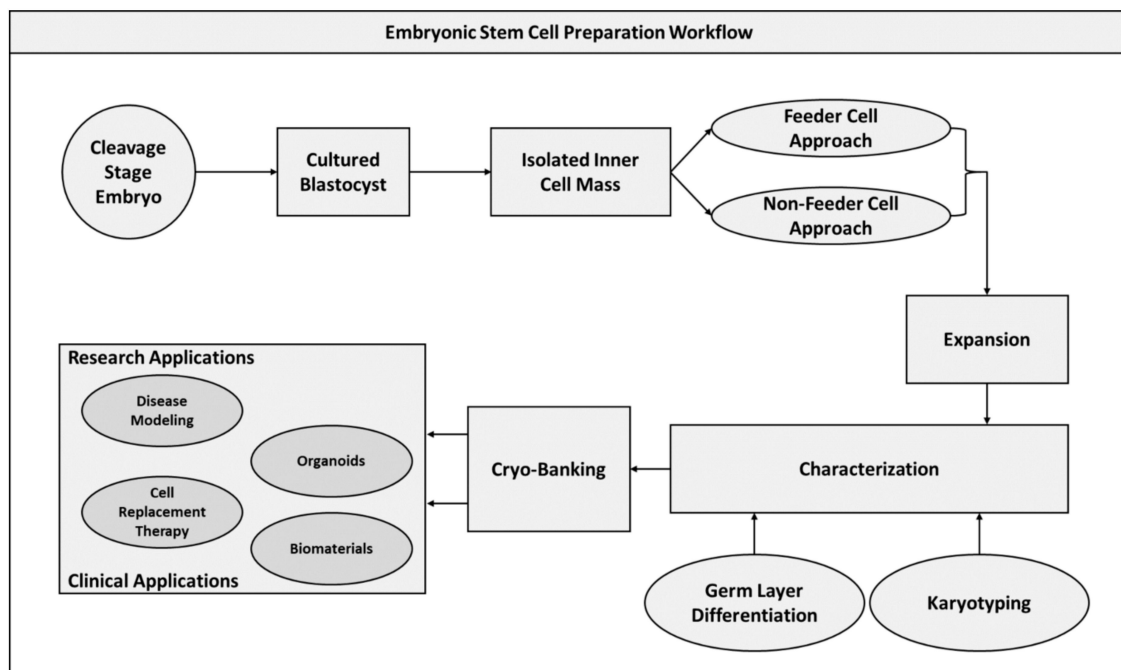 Embryonic Stem Cell Preparation Workflow
Cleavage
Stage
Embryo
Cultured
Blastocyst
Isolated Inner
Cell Mass
Feeder Cell
Approach
Non-Feeder Cell
Approach
Expansion
Characterization
Germ Layer
Differentiation
Karyotyping
Cryo-Banking
Research Applications
Disease
Modeling
Organoids
Cell
Replacement
Therapy
Biomaterials
Clinical Applications